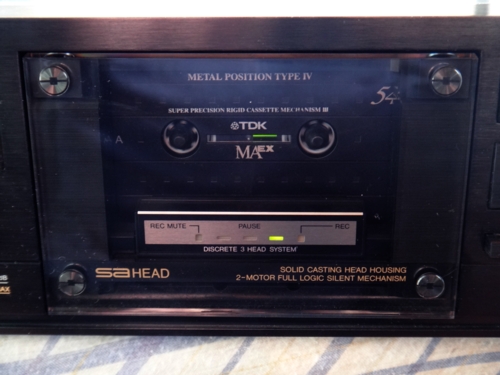 METAL POSITION TYPE IV
54
SUPER PRECISION RIGID CASSETTE MECHANISM III
A
TDK
MA EX
REC MUTE PAUSE REC
DISCRETE 3 HEAD SYSTEM
SA HEAD
SOLID CASTING HEAD HOUSING
2-MOTOR FULL LOGIC SILENT MECHANISM